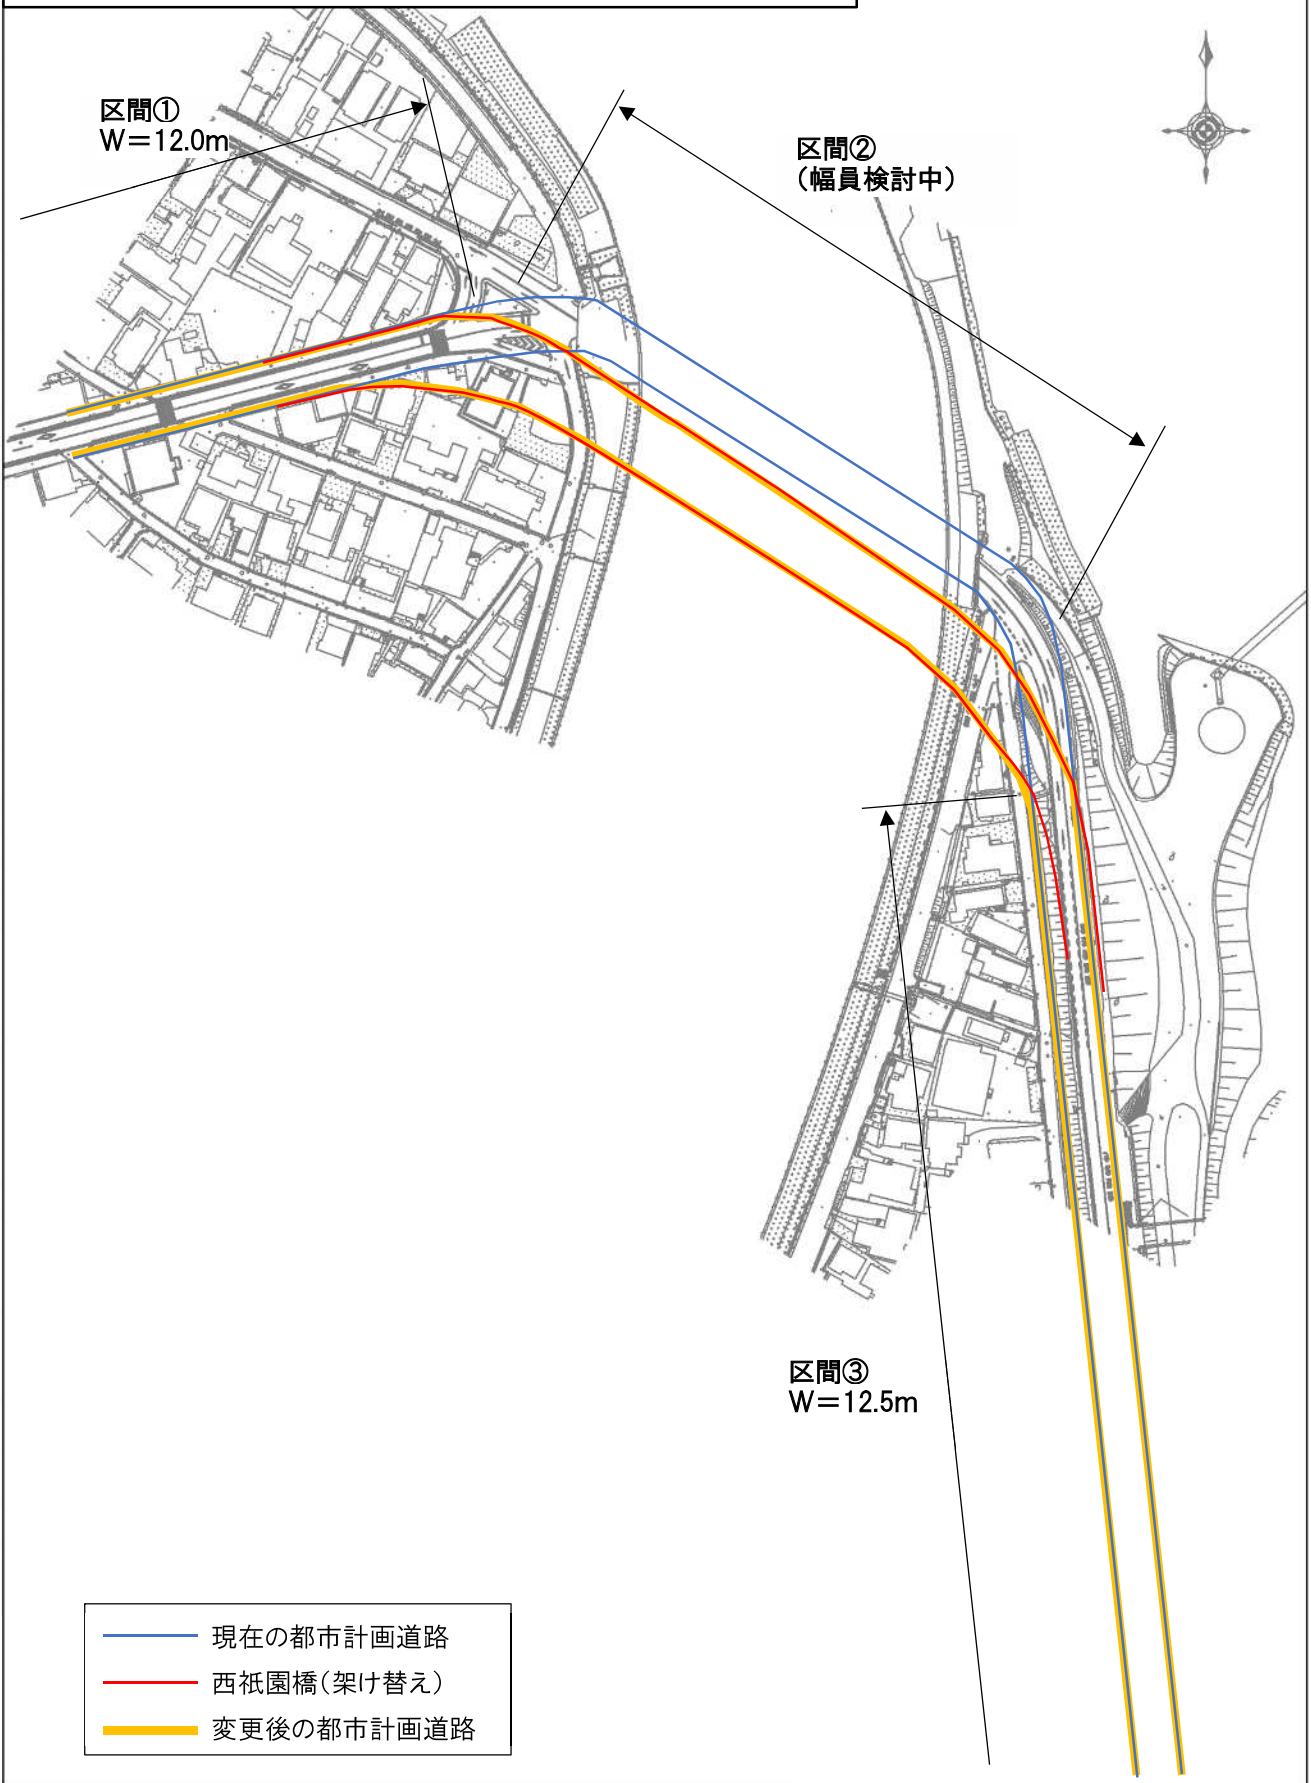 区間①
W＝12.0m
区間②
（幅員検討中）
区間③
W＝12.5m
現在の都市計画道路
西祇園橋（架け替え）
変更後の都市計画道路